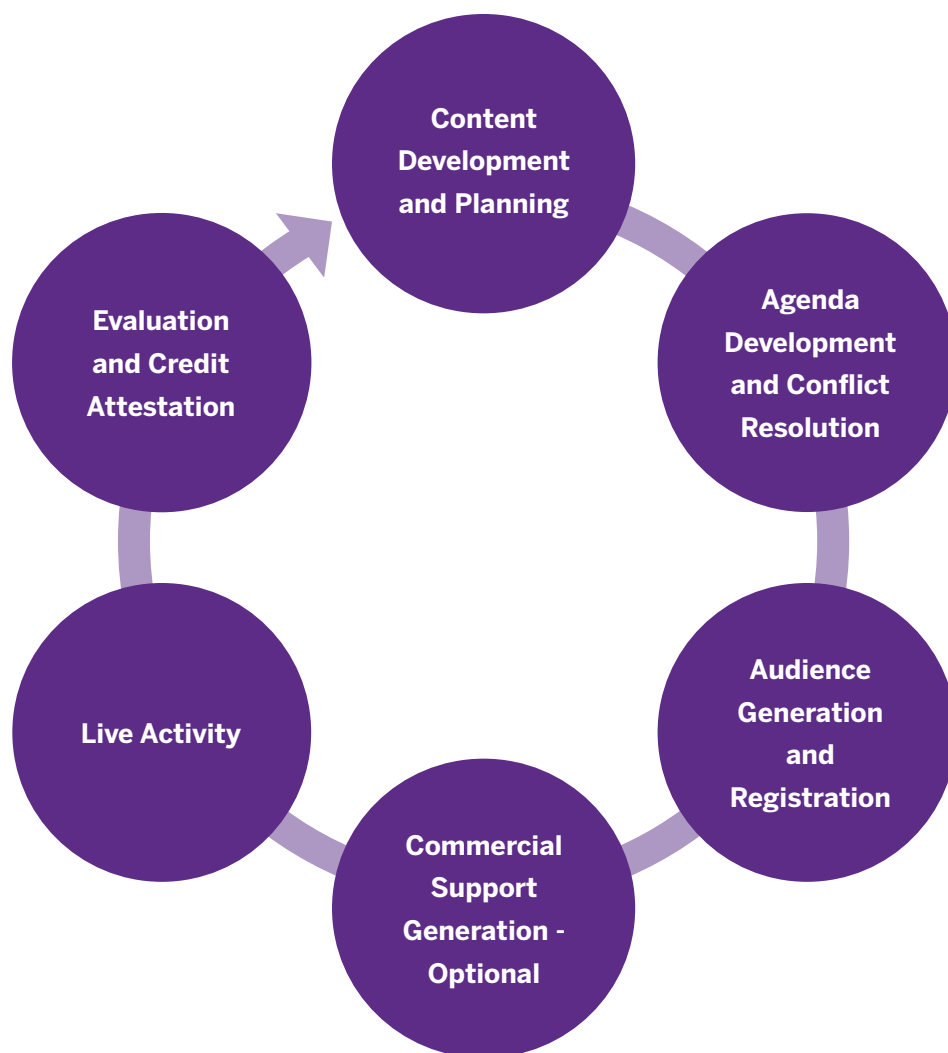 Content
Development
and Planning
Agenda
Development
and Conflict
Resolution
Audience
Generation
and
Registration
Commercial
Support
Generation -
Optional
Live Activity
Evaluation
and Credit
Attestation